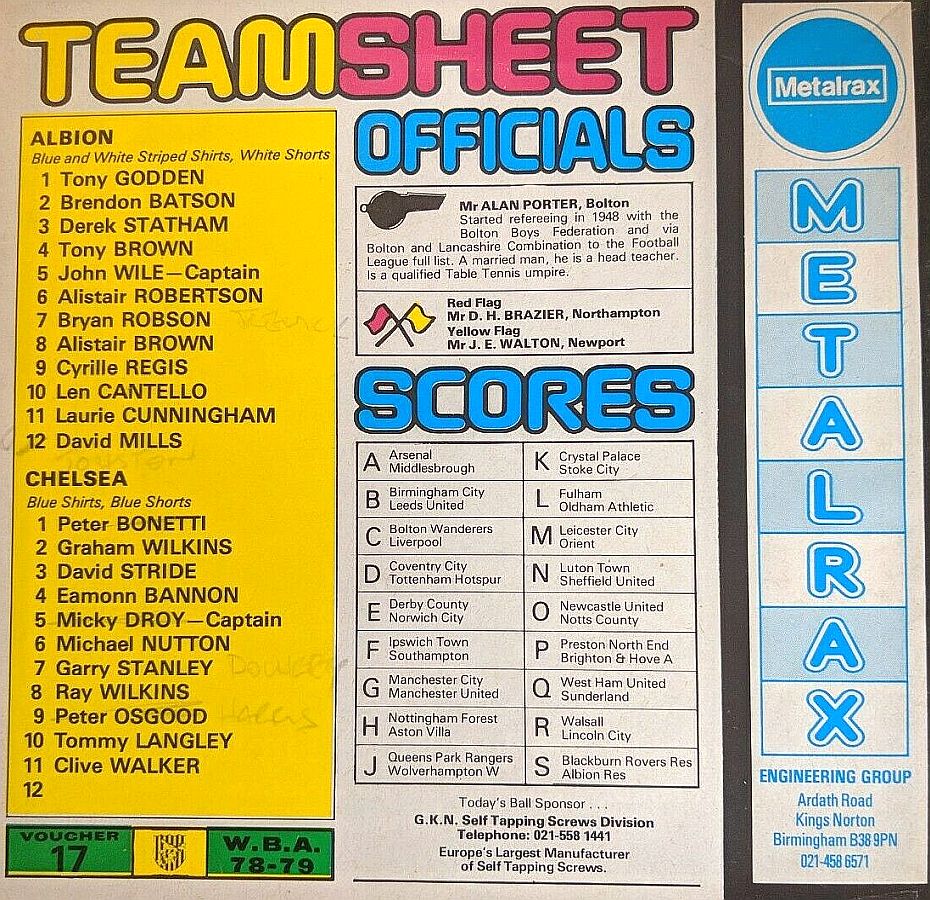 TEAMSHEET
ALBION
Blue and White Striped Shirts, White Shorts
1 Tony GODDEN
2 Brendon BATSON
3 Derek STATHAM
4 Tony BROWN
5 John WILE—Captain
6 Alistair ROBERTSON
7 Bryan ROBSON
8 Alistair BROWN
9 Cyrille REGIS
10 Len CANTELLO
11 Laurie CUNNINGHAM
12 David MILLS
CHELSEA
Blue Shirts, Blue Shorts
1 Peter BONETTI
2 Graham WILKINS
3 David STRIDE
4 Eamonn BANNON
5 Micky DROY—Captain
6 Michael NUTTON
7 Garry STANLEY
8 Ray WILKINS
9 Peter OSGOOD
10 Tommy LANGLEY
11 Clive WALKER
12
VOUCHER
17
W.B.A.
78-79
OFFICIALS
Mr ALAN PORTER, Bolton
Started refereeing in 1948 with the
Bolton Boys Federation and via
Bolton and Lancashire Combination to the Football
League full list. A married man, he is a head teacher.
Is a qualified Table Tennis umpire.
Red Flag
Mr D. H. BRAZIER, Northampton
Yellow Flag
Mr J. E. WALTON, Newport
SCORES
A Arsenal
Middlesbrough
B Birmingham City
Leeds United
C Bolton Wanderers
Liverpool
D Coventry City
Tottenham Hotspur
E Derby County
Norwich City
F Ipswich Town
Southampton
G Manchester City
Manchester United
H Nottingham Forest
Aston Villa
J Queens Park Rangers
Wolverhampton W
K Crystal Palace
Stoke City
L Fulham
Oldham Athletic
M Leicester City
Orient
N Luton Town
Sheffield United
O Newcastle United
Notts County
P Preston North End
Brighton & Hove A
Q West Ham United
Sunderland
R Walsall
Lincoln City
S Blackburn Rovers Res
Albion Res
Today's Ball Sponsor . . .
G.K.N. Self Tapping Screws Division
Telephone: 021-558 1441
Europe's Largest Manufacturer
of Self Tapping Screws.
Metalrax
METALRAX
ENGINEERING GROUP
Ardath Road
Kings Norton
Birmingham B38 9PN
021-458 6571